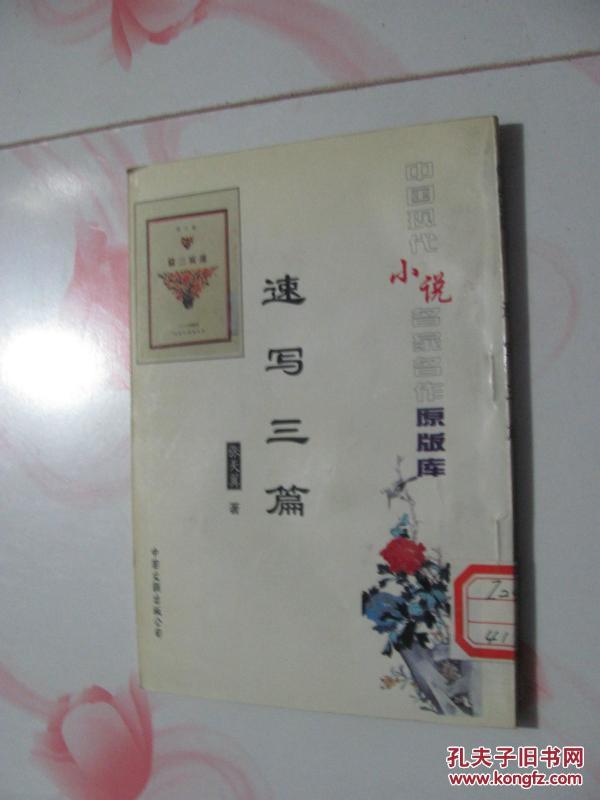 中国现代
小说
名家名作
原版库
速写三篇
张天翼 著
中国文联出版公司
孔夫子旧书网
www.kongfz.com